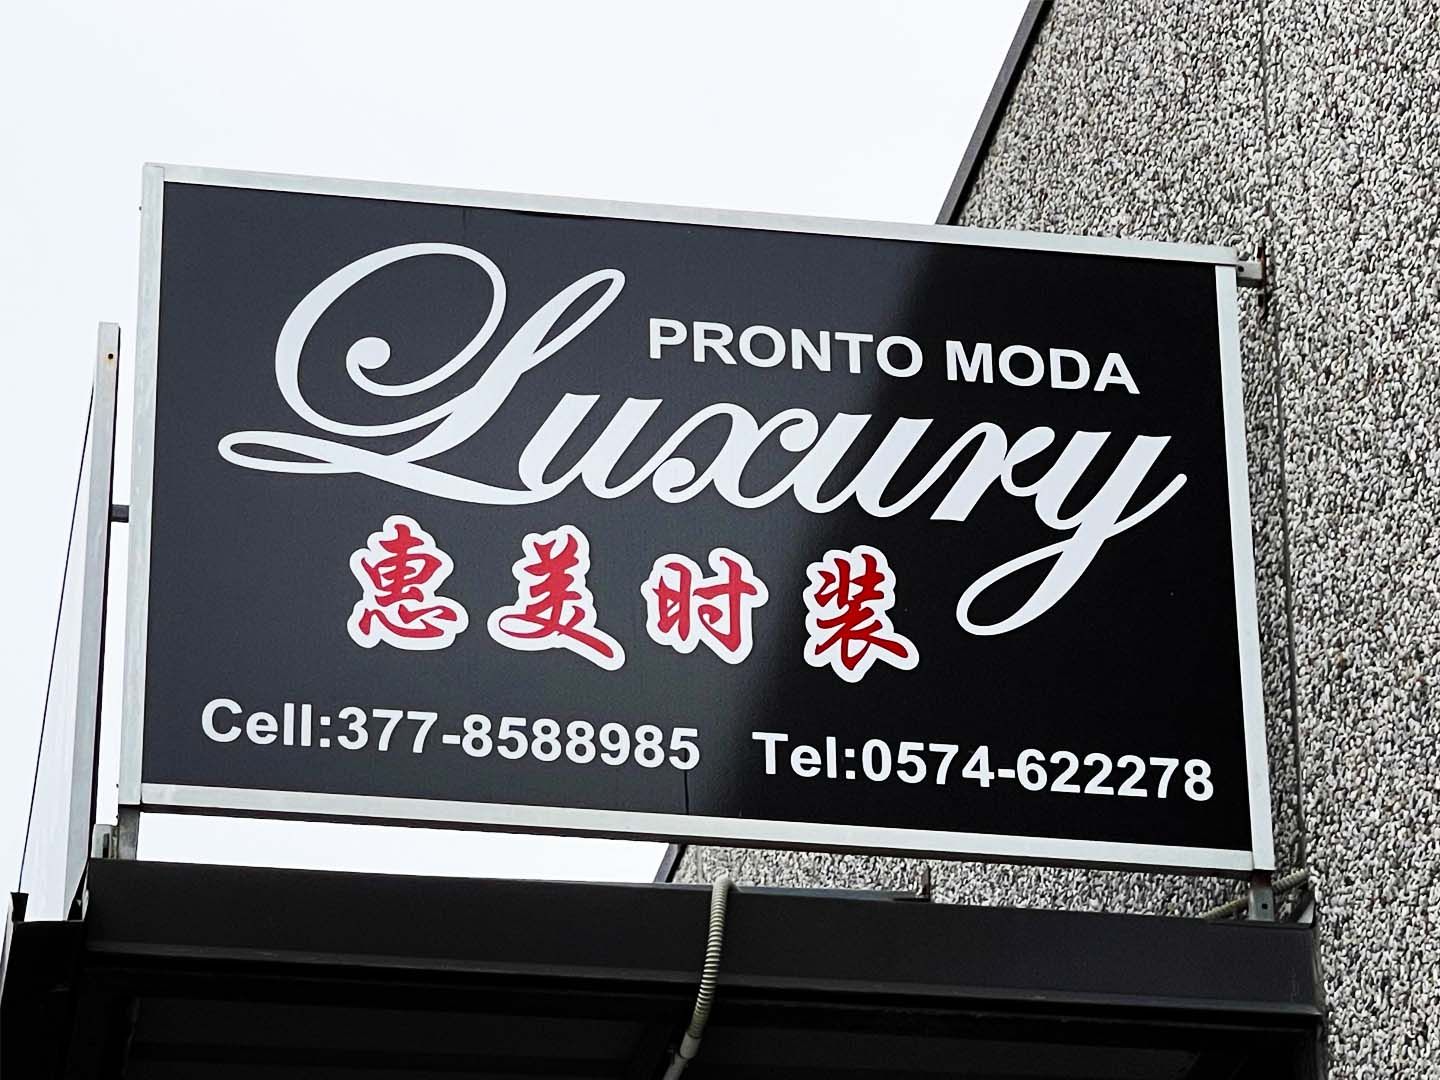 PRONTO MODA
Luxury
惠美时装
Cell:377-8588985 Tel:0574-622278